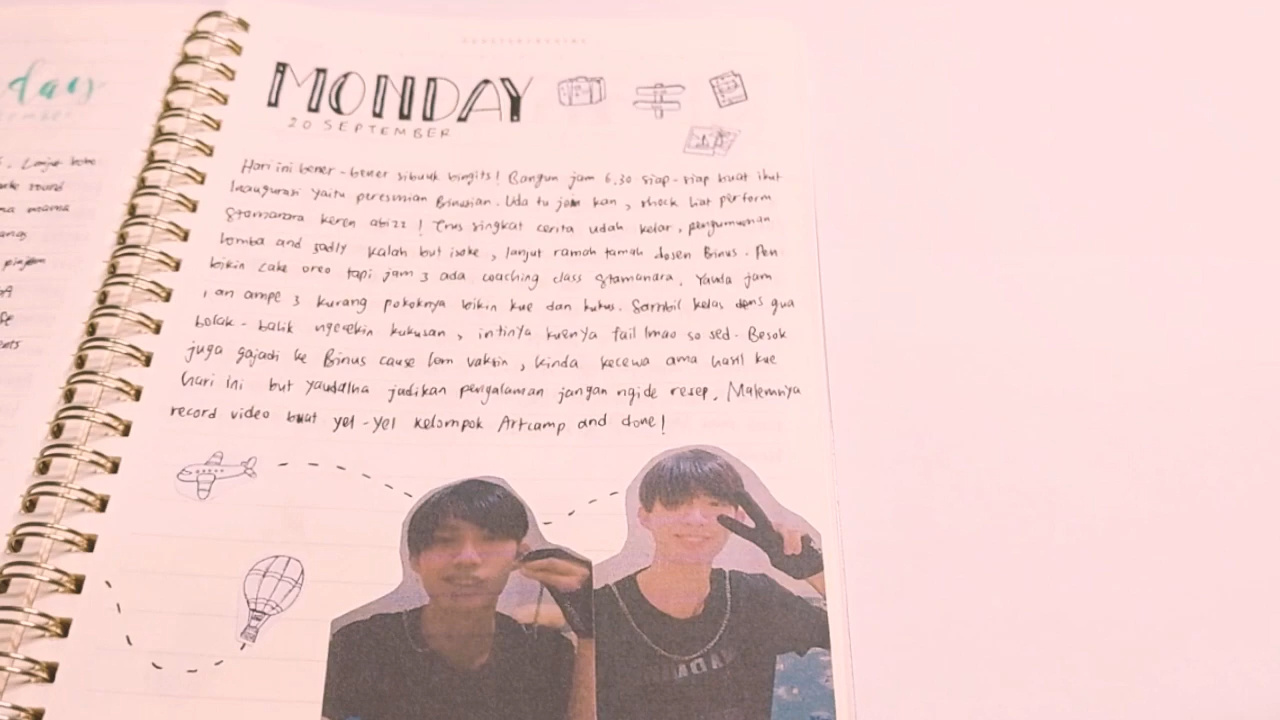 MONDAY
20 SEPTEMBER
Hari ini bener-bener sibuuk bingits! Bangun jam 6.30 siap-siap buat ikut
Inaugurasi yaitu peresmian Binusian. Uda tu jam kan, shock liat perform
Stamanara keren abizz! Trus singkat cerita udah kelar, pengumuman
lomba and sadly kalah but isoke, lanjut ramah tamah dosen Binus. Pen
bikin cake oreo tapi jam 3 ada coaching class Stamanara, Yauda jam
1 an ampe 3 kurang pokoknya bikin kue dan kukus. Sambil kelas gua
bolak-balik ngecekin kukusan, intinya kuenya fail lmao so sed. Besok
juga gajadi ke Binus cause lom vaksin, kinda kecewa ama hasil kue
hari ini but yaudalha jadikan pengalaman jangan ngide resep. Malemnya
record video buat yel-yel kelompok Artcamp and done!
day